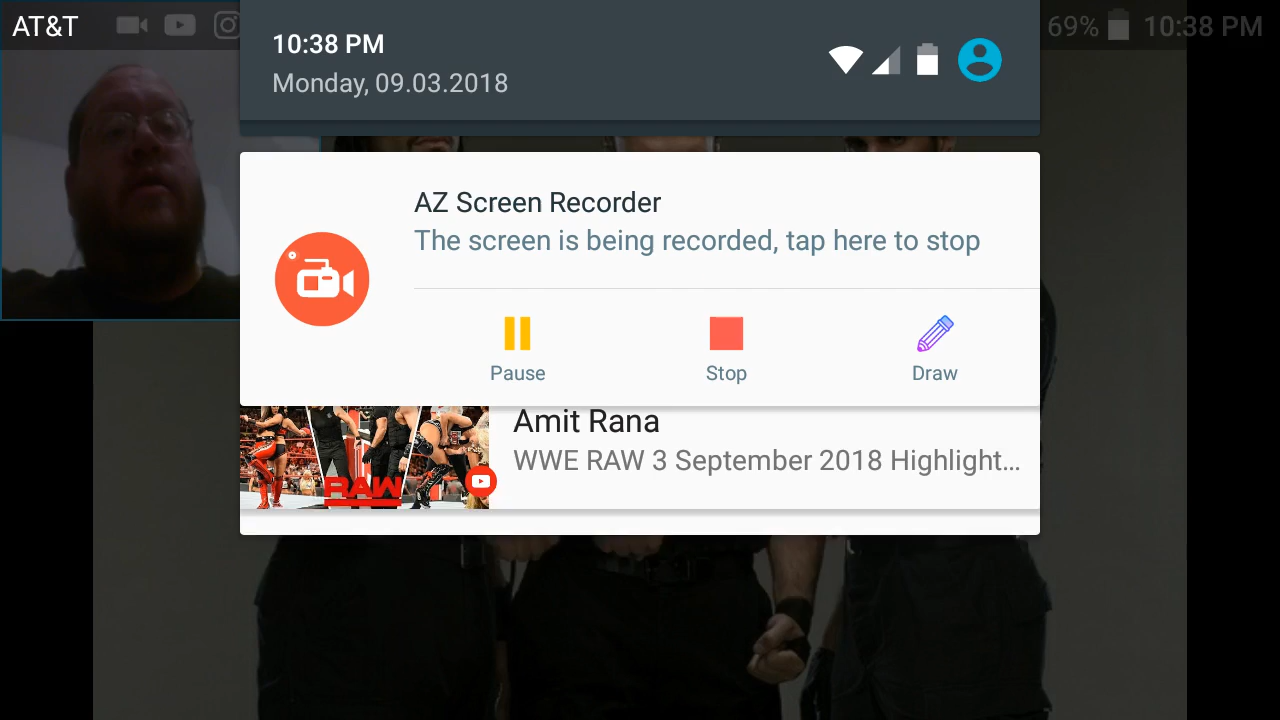 AT&T
69% 10:38 PM
10:38 PM
Monday, 09.03.2018
AZ Screen Recorder
The screen is being recorded, tap here to stop
Pause
Stop
Draw
Amit Rana
WWE RAW 3 September 2018 Highlight...
RAW